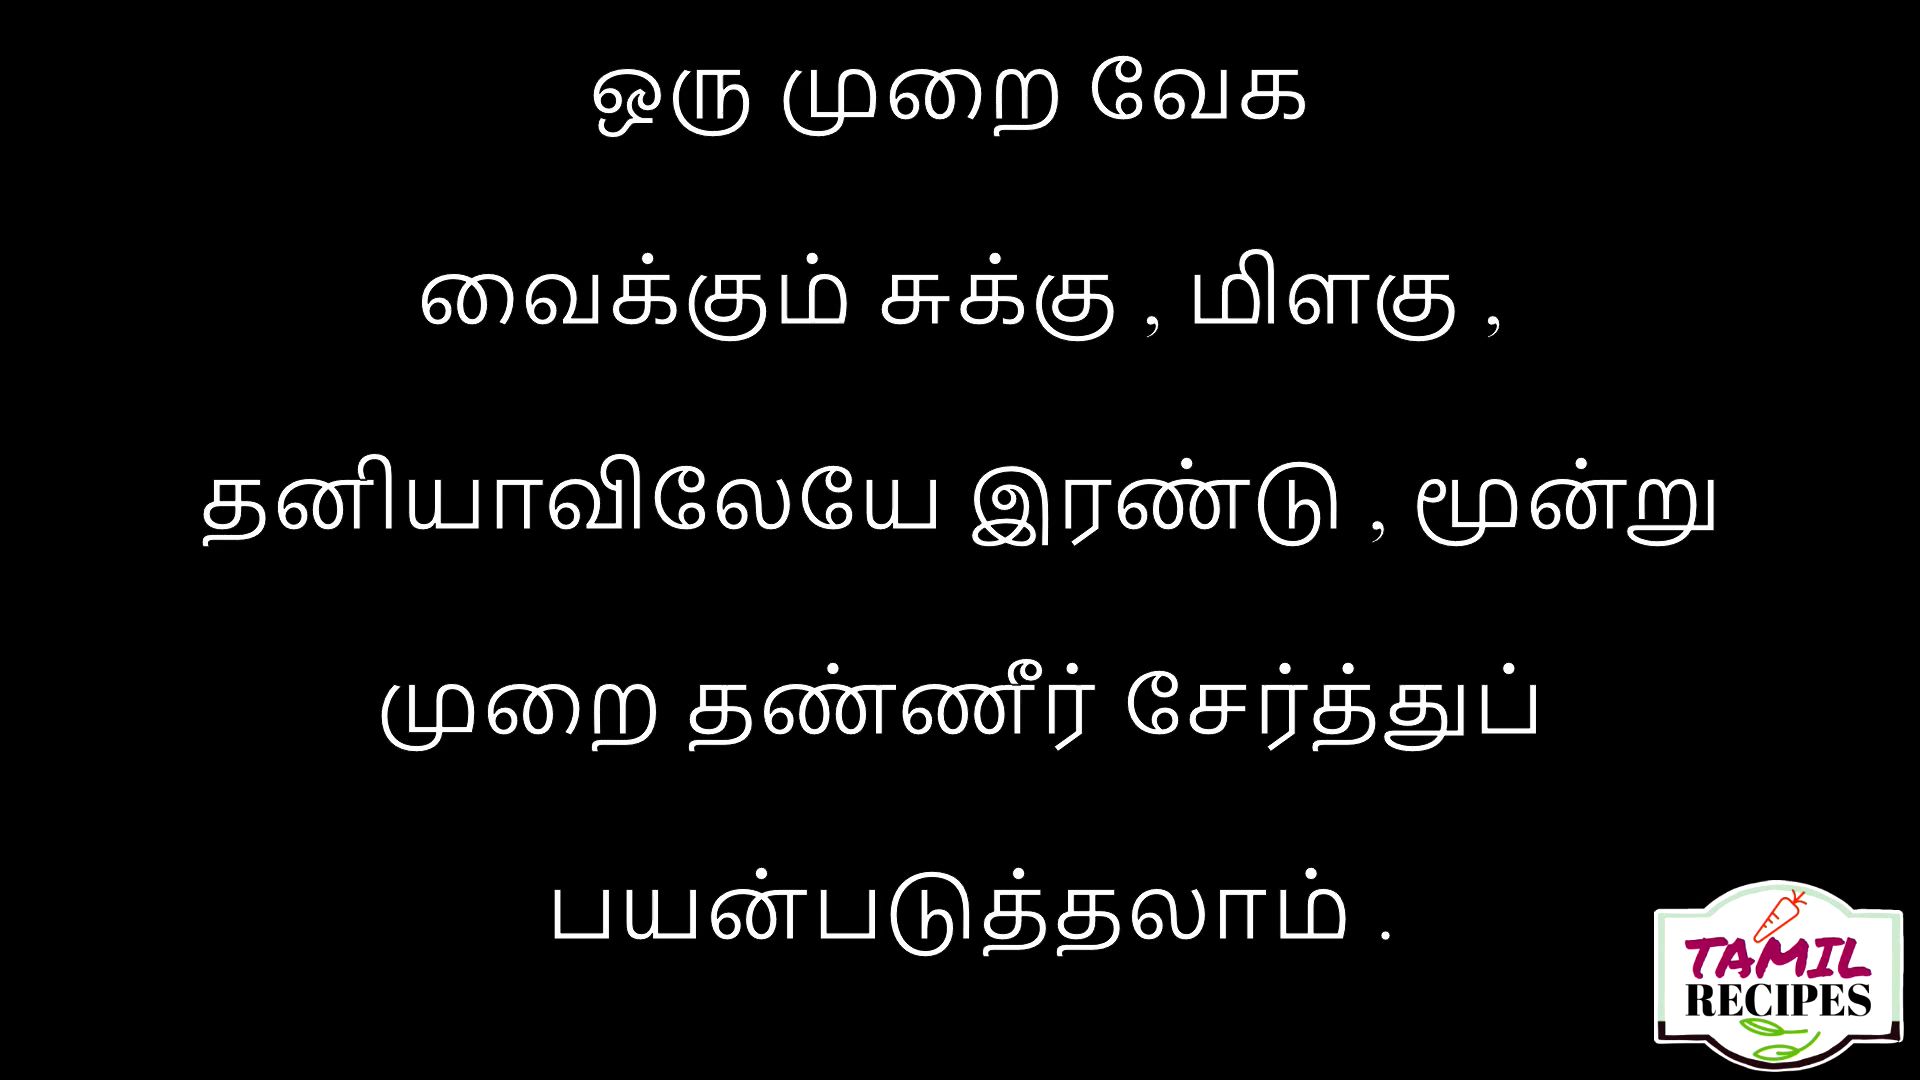 ஒரு முறை வேக
வைக்கும் சுக்கு , மிளகு ,
தனியாவிலேயே இரண்டு , மூன்று
முறை தண்ணீர் சேர்த்துப்
பயன்படுத்தலாம் .
TAMIL
RECIPES